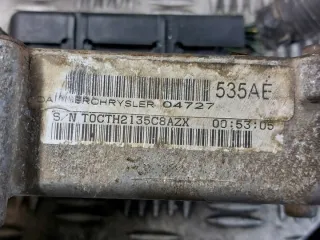 535AE
DAIMLERCHRYSLER 04727
S/N T0CTH2135C8AZX 00:53:05